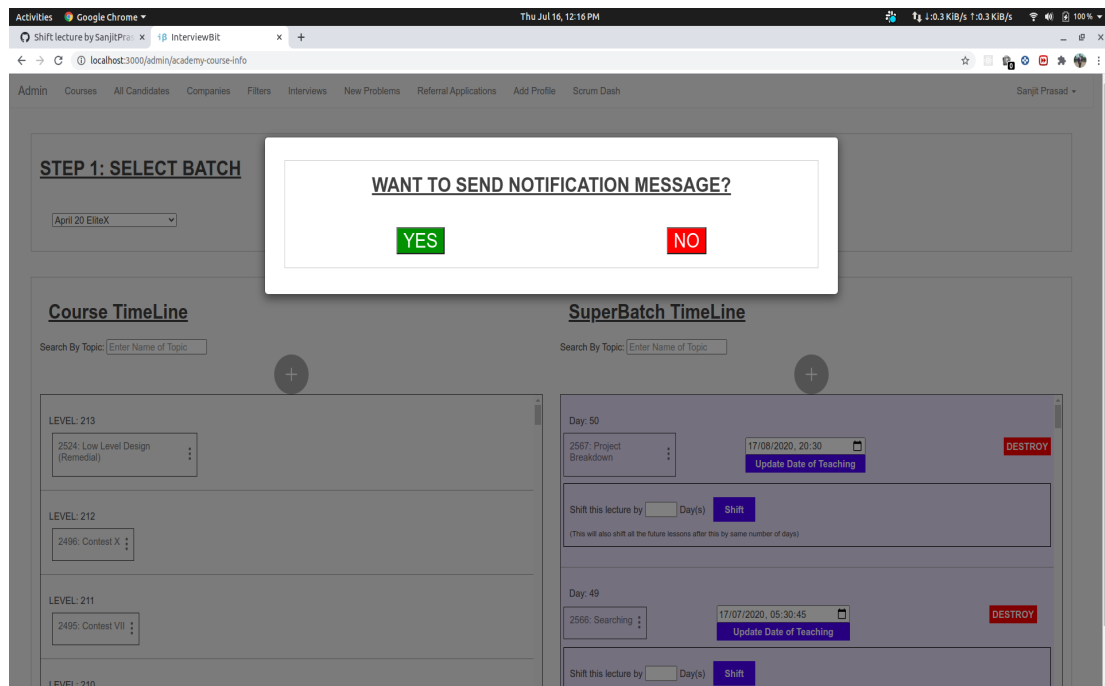 Activities Google Chrome ▾ Thu Jul 16, 12:16 PM ↓:0.3 KiB/s ↑:0.3 KiB/s 100 %
Shift lecture by SanjitPras × iβ InterviewBit × +
localhost:3000/admin/academy-course-info
Admin Courses All Candidates Companies Filters Interviews New Problems Referral Applications Add Profile Scrum Dash Sanjit Prasad
STEP 1: SELECT BATCH
April 20 EliteX
WANT TO SEND NOTIFICATION MESSAGE?
YES NO
Course TimeLine
Search By Topic: Enter Name of Topic
+
LEVEL: 213
2524: Low Level Design
(Remedial)
LEVEL: 212
2496: Contest X
LEVEL: 211
2495: Contest VII
LEVEL: 210
SuperBatch TimeLine
Search By Topic: Enter Name of Topic
+
Day: 50
2567: Project
Breakdown
17/08/2020, 20:30
Update Date of Teaching
DESTROY
Shift this lecture by Day(s) Shift
(This will also shift all the future lessons after this by same number of days)
Day: 49
2566: Searching
17/07/2020, 05:30:45
Update Date of Teaching
DESTROY
Shift this lecture by Day(s) Shift